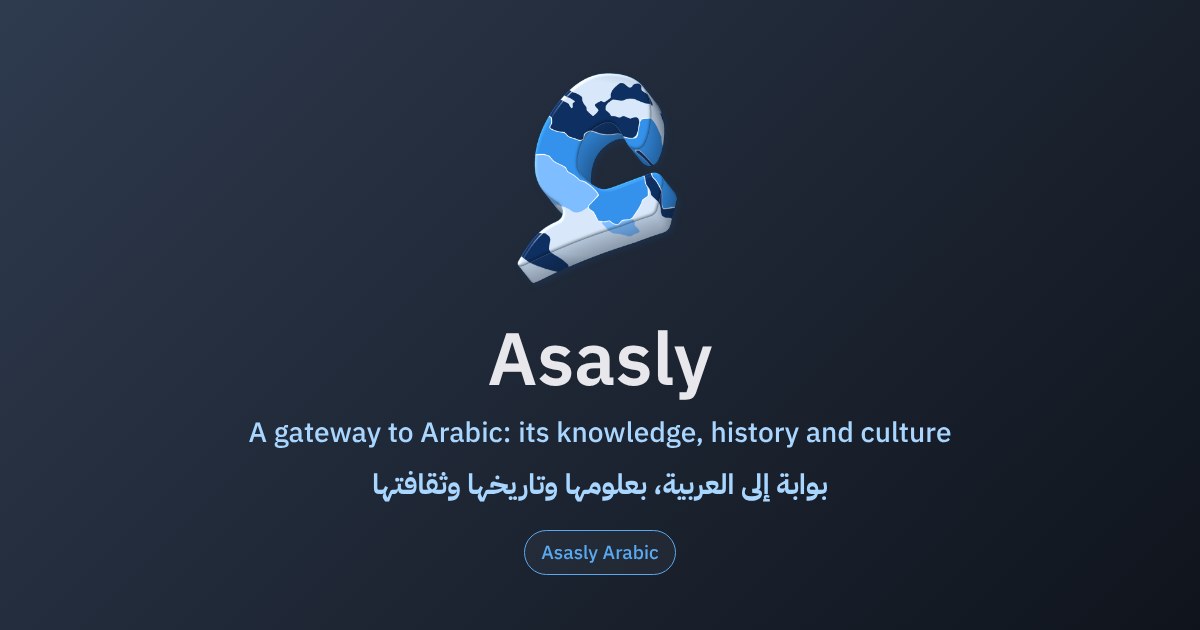 Asasly
A gateway to Arabic: its knowledge, history and culture
بوابة إلى العربية، بعلومها وتاريخها وثقافتها
Asasly Arabic